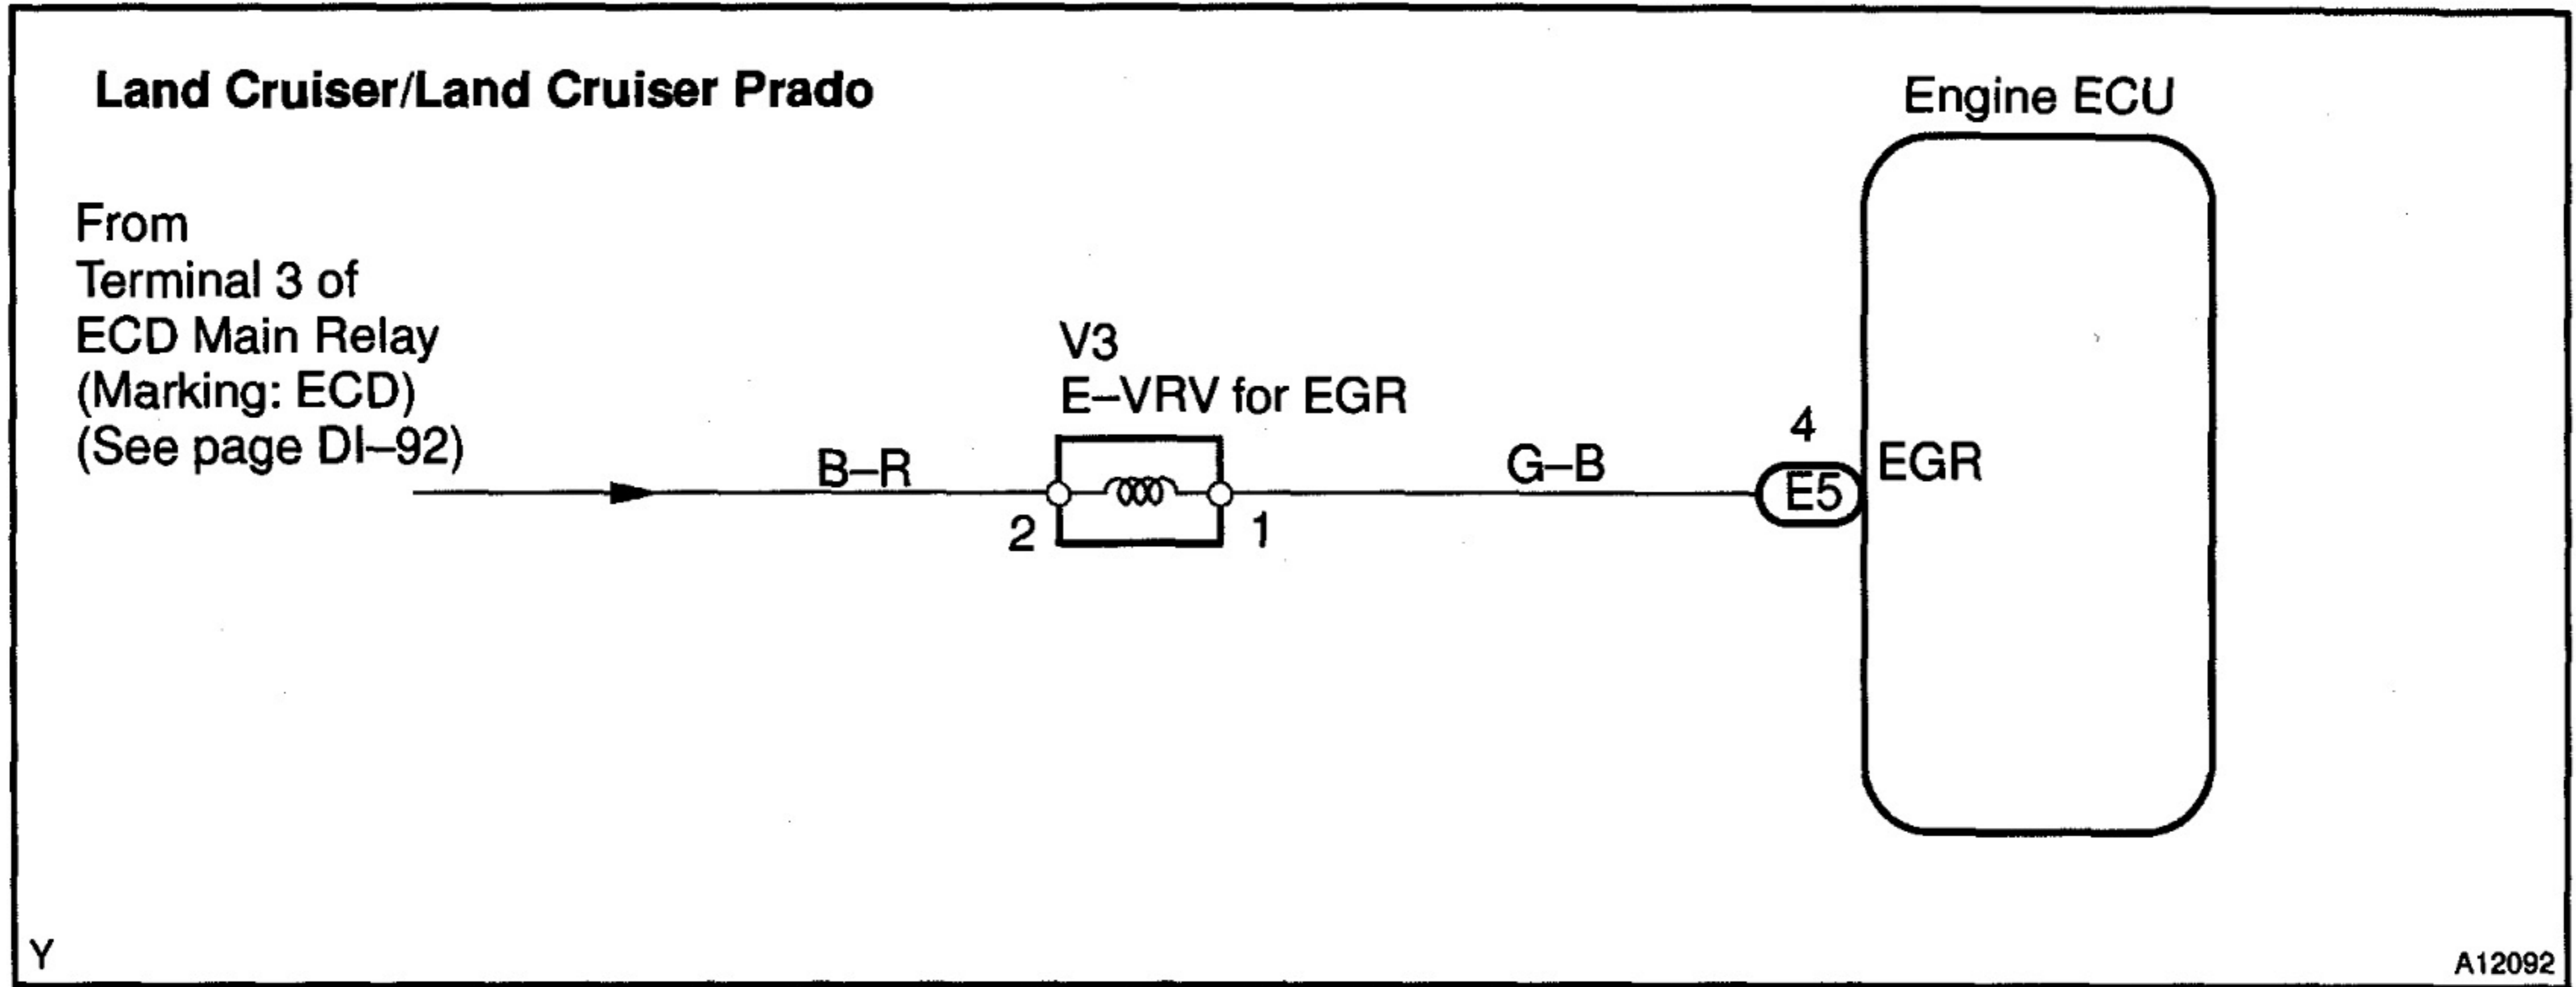 Land Cruiser/Land Cruiser Prado
Engine ECU
From
Terminal 3 of
ECD Main Relay
(Marking: ECD)
(See page DI–92)
V3
E–VRV for EGR
B–R
2
1
G–B
4
E5
EGR
Y
A12092